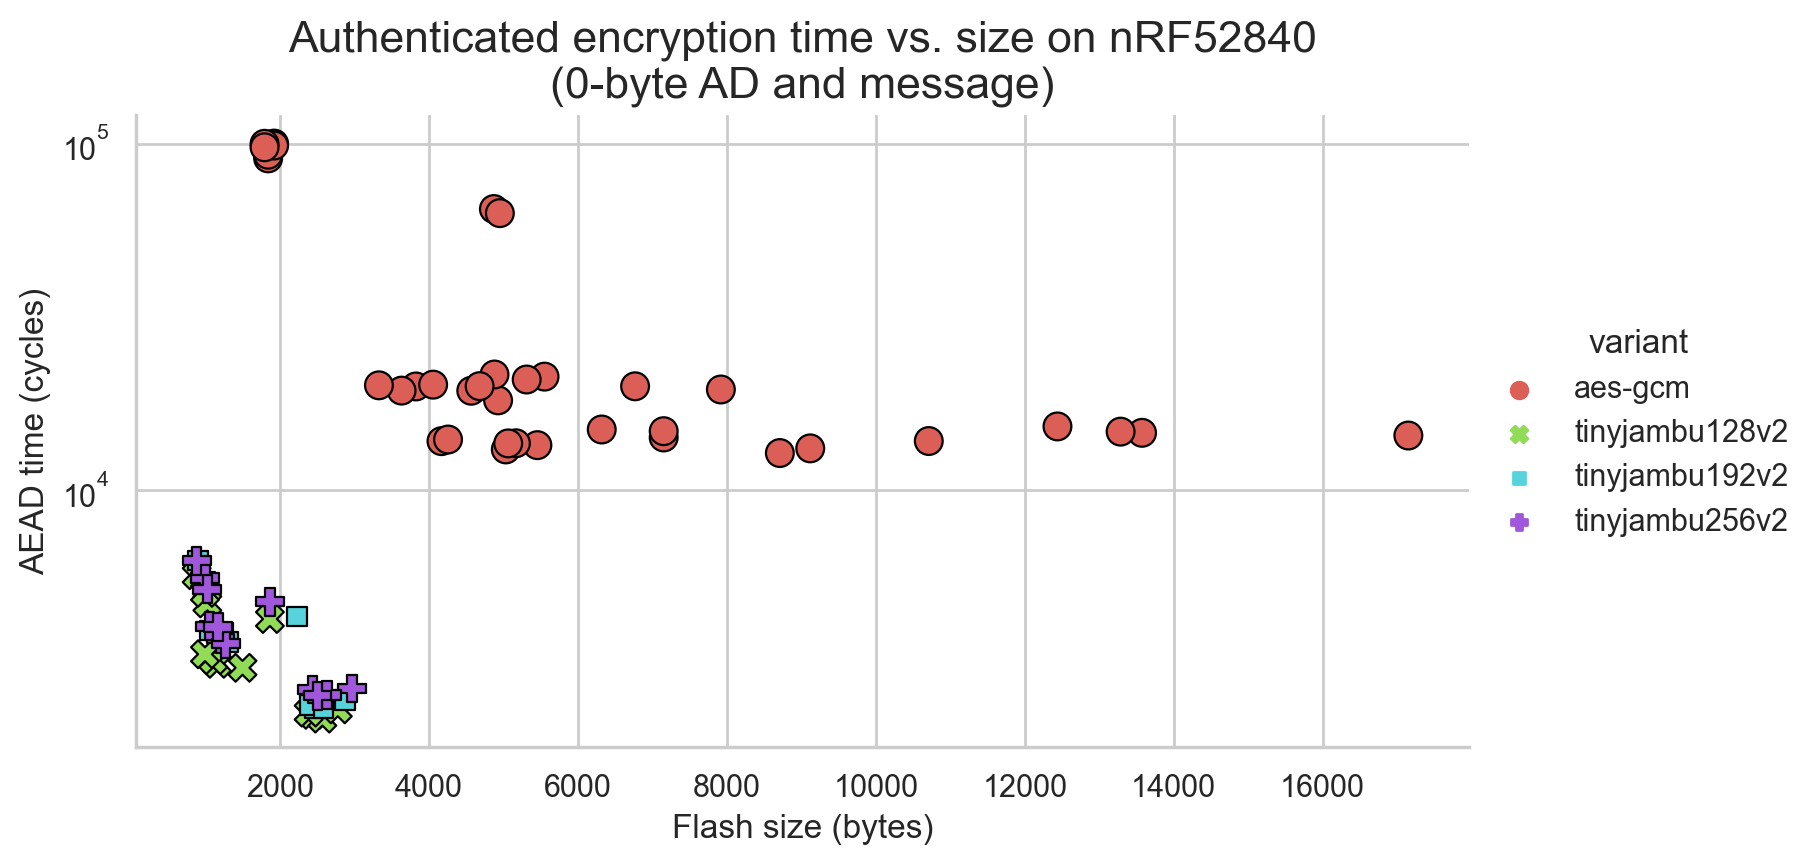 Authenticated encryption time vs. size on nRF52840
(0-byte AD and message)
AEAD time (cycles)
10^5
10^4
2000
4000
6000
8000
10000
12000
14000
16000
Flash size (bytes)
variant
aes-gcm
tinyjambu128v2
tinyjambu192v2
tinyjambu256v2